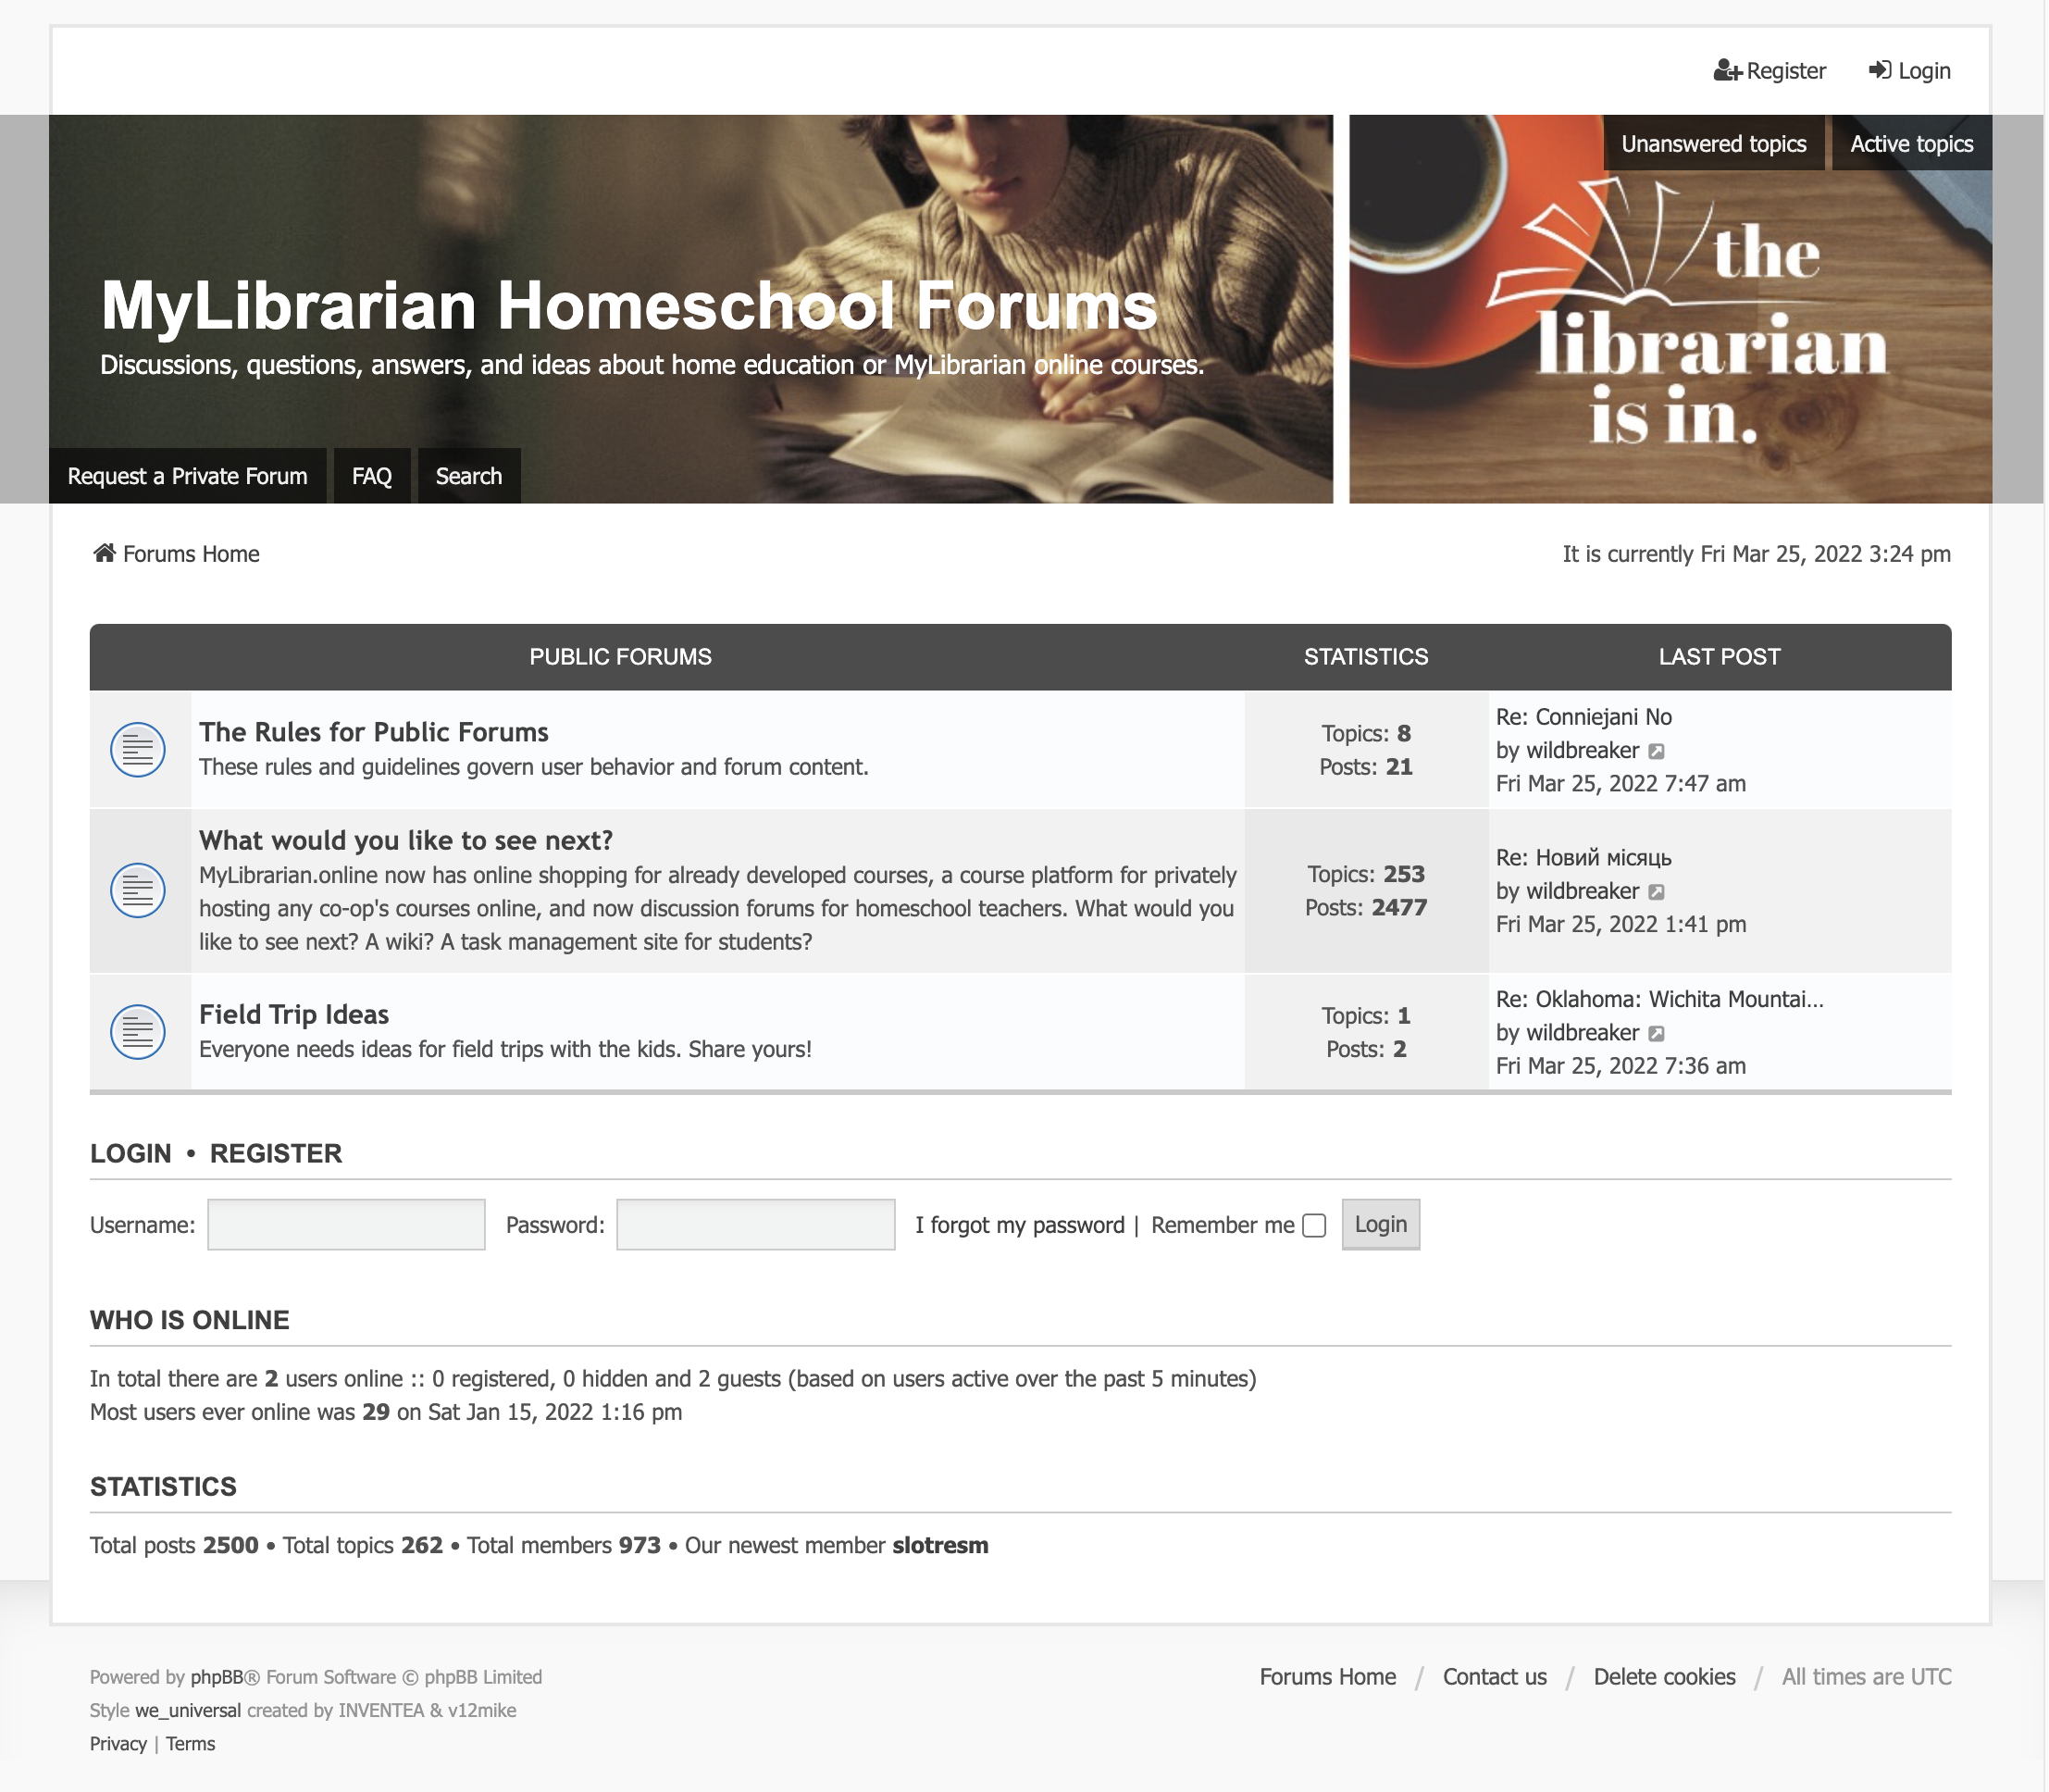 Register
Login
Unanswered topics
Active topics
the
librarian
is in.
MyLibrarian Homeschool Forums
Discussions, questions, answers, and ideas about home education or MyLibrarian online courses.
Request a Private Forum
FAQ
Search
Forums Home
It is currently Fri Mar 25, 2022 3:24 pm
PUBLIC FORUMS
STATISTICS
LAST POST
The Rules for Public Forums
These rules and guidelines govern user behavior and forum content.
Topics: 8
Posts: 21
Re: Conniejani No
by wildbreaker
Fri Mar 25, 2022 7:47 am
What would you like to see next?
MyLibrarian.online now has online shopping for already developed courses, a course platform for privately
hosting any co-op's courses online, and now discussion forums for homeschool teachers. What would you
like to see next? A wiki? A task management site for students?
Topics: 253
Posts: 2477
Re: Новий місяць
by wildbreaker
Fri Mar 25, 2022 1:41 pm
Field Trip Ideas
Everyone needs ideas for field trips with the kids. Share yours!
Topics: 1
Posts: 2
Re: Oklahoma: Wichita Mountai…
by wildbreaker
Fri Mar 25, 2022 7:36 am
LOGIN • REGISTER
Username:
Password:
I forgot my password | Remember me
Login
WHO IS ONLINE
In total there are 2 users online :: 0 registered, 0 hidden and 2 guests (based on users active over the past 5 minutes)
Most users ever online was 29 on Sat Jan 15, 2022 1:16 pm
STATISTICS
Total posts 2500 • Total topics 262 • Total members 973 • Our newest member slotresm
Powered by phpBB® Forum Software © phpBB Limited
Style we_universal created by INVENTEA & v12mike
Privacy | Terms
Forums Home / Contact us / Delete cookies / All times are UTC